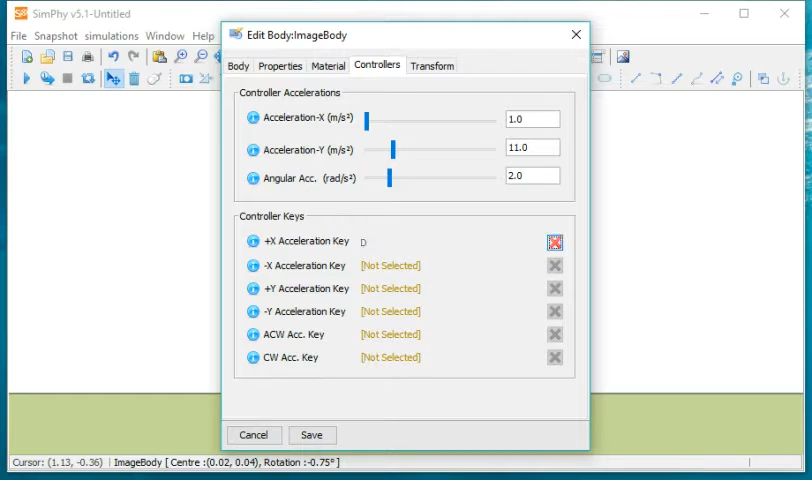 SimPhy v5.1-Untitled
File Snapshot simulations Window Help
Edit Body:ImageBody
Body Properties Material Controllers Transform
Controller Accelerations
Acceleration-X (m/s²) 1.0
Acceleration-Y (m/s²) 11.0
Angular Acc. (rad/s²) 2.0
Controller Keys
+X Acceleration Key D
-X Acceleration Key [Not Selected]
+Y Acceleration Key [Not Selected]
-Y Acceleration Key [Not Selected]
ACW Acc. Key [Not Selected]
CW Acc. Key [Not Selected]
Cancel Save
Cursor: (1.13, -0.36) ImageBody [ Centre :(0.02, 0.04), Rotation :-0.75° ]